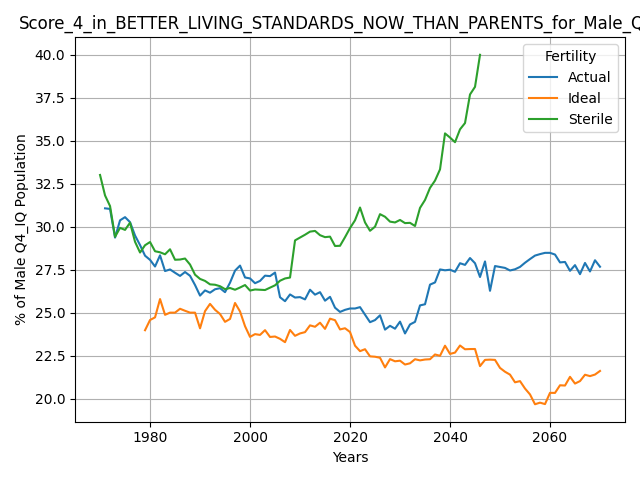 Score_4_in_BETTER_LIVING_STANDARDS_NOW_THAN_PARENTS_for_Male_Q
40.0
37.5
35.0
32.5
30.0
27.5
25.0
22.5
20.0
% of Male Q4_IQ Population
Fertility
Actual
Ideal
Sterile
1980
2000
2020
2040
2060
Years